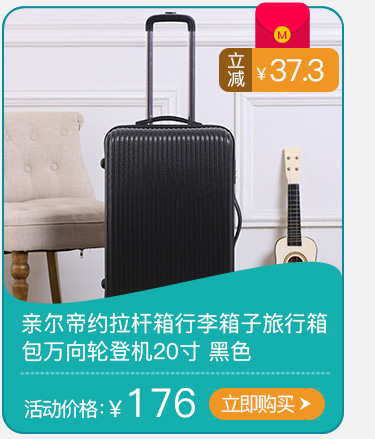 M
立减 ¥37.3
亲尔帝约拉杆箱行李箱子旅行箱
包万向轮登机20寸 黑色
活动价格:¥176 立即购买